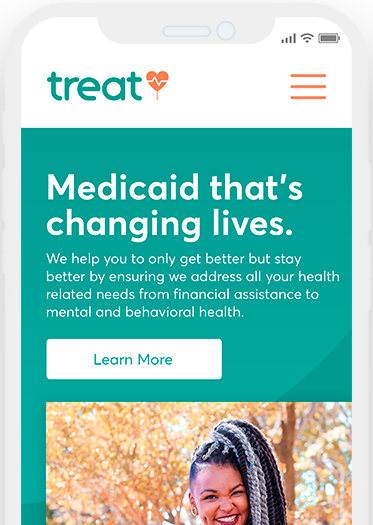 treat
Medicaid that's
changing lives.
We help you to only get better but stay
better by ensuring we address all your health
related needs from financial assistance to
mental and behavioral health.
Learn More